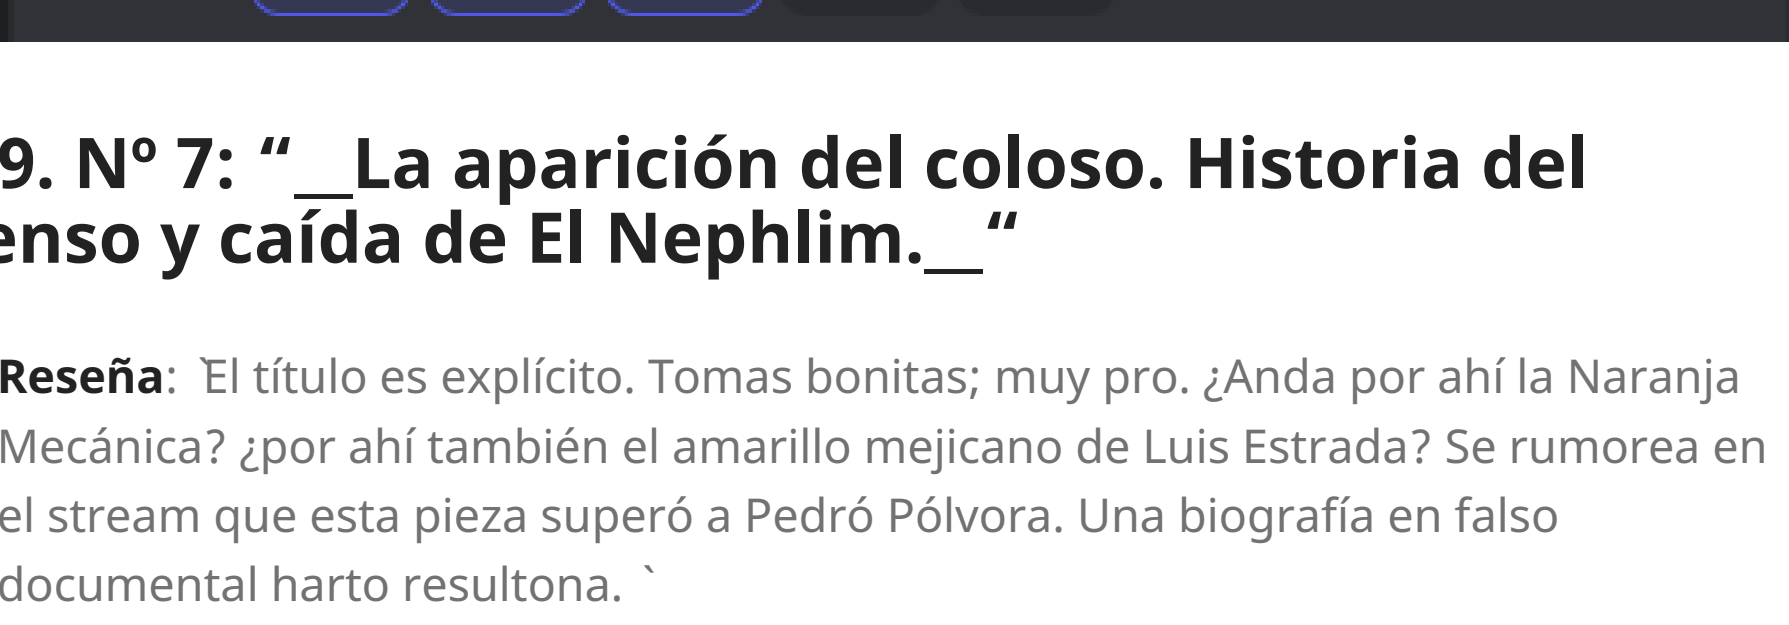 9. Nº 7: “__La aparición del coloso. Historia del
enso y caída de El Nephlim.__“
Reseña: `El título es explícito. Tomas bonitas; muy pro. ¿Anda por ahí la Naranja
Mecánica? ¿por ahí también el amarillo mejicano de Luis Estrada? Se rumorea en
el stream que esta pieza superó a Pedró Pólvora. Una biografía en falso
documental harto resultona. `